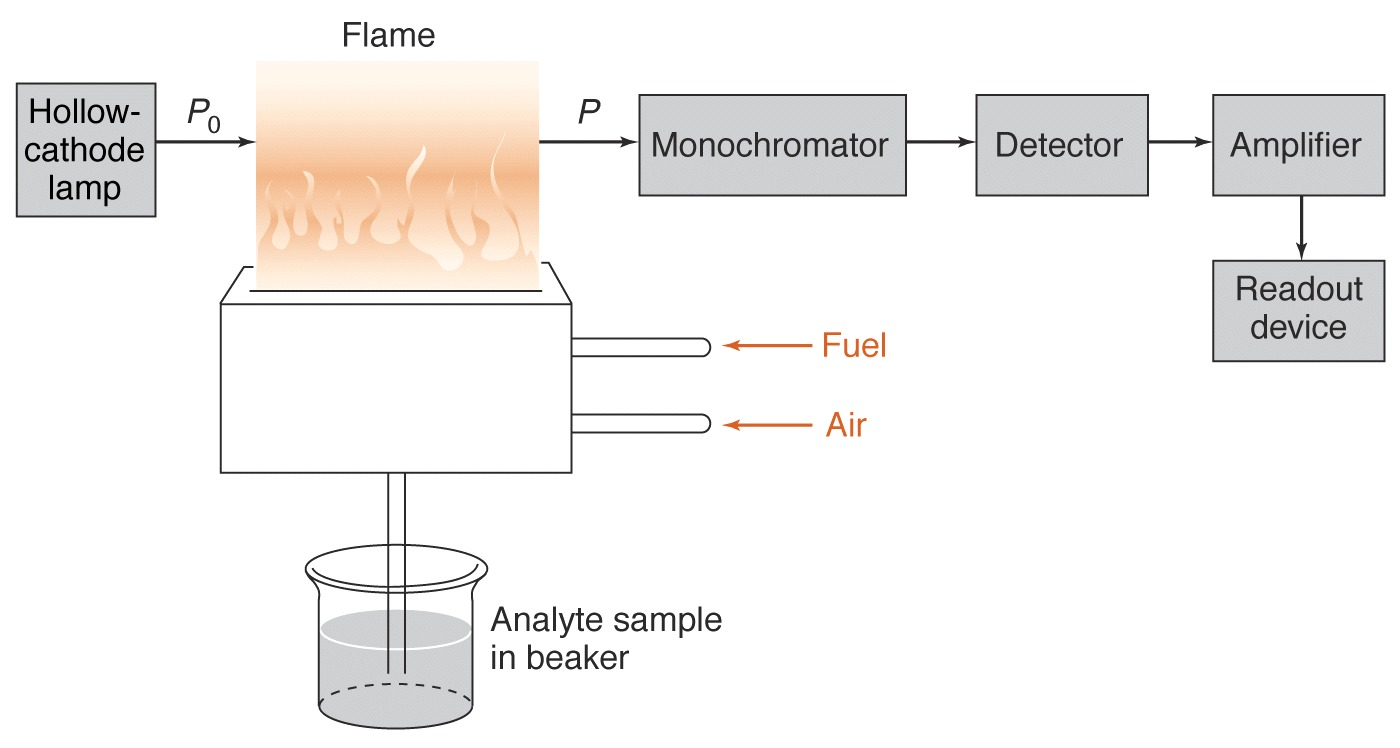 Flame
Hollow-
cathode
lamp
P0
P
Monochromator
Detector
Amplifier
Readout
device
Fuel
Air
Analyte sample
in beaker